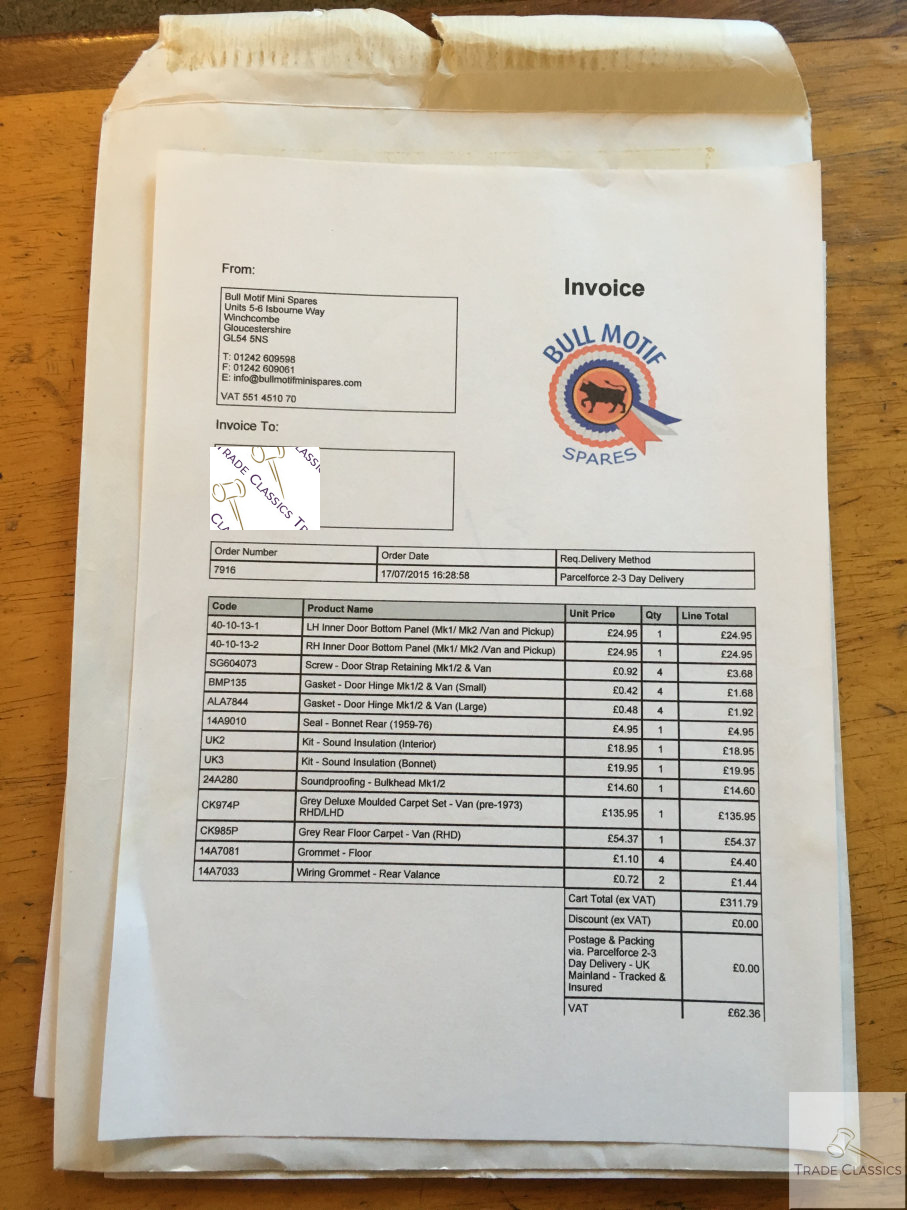 From:
Invoice
Bull Motif Mini Spares
Units 5-6 Isbourne Way
Winchcombe
Gloucestershire
GL54 5NS
T: 01242 609598
F: 01242 609061
E: info@bullmotifminispares.com
VAT 551 4510 70
BULL MOTIF
SPARES
Invoice To:
TRADE CLASSICS TR
CLASSI
CL
Order Number Order Date Req.Delivery Method
7916 17/07/2015 16:28:58 Parcelforce 2-3 Day Delivery
Code Product Name Unit Price Qty Line Total
40-10-13-1 LH Inner Door Bottom Panel (Mk1/ Mk2 /Van and Pickup) £24.95 1 £24.95
40-10-13-2 RH Inner Door Bottom Panel (Mk1/ Mk2 /Van and Pickup) £24.95 1 £24.95
SG604073 Screw - Door Strap Retaining Mk1/2 & Van £0.92 4 £3.68
BMP135 Gasket - Door Hinge Mk1/2 & Van (Small) £0.42 4 £1.68
ALA7844 Gasket - Door Hinge Mk1/2 & Van (Large) £0.48 4 £1.92
14A9010 Seal - Bonnet Rear (1959-76) £4.95 1 £4.95
UK2 Kit - Sound Insulation (Interior) £18.95 1 £18.95
UK3 Kit - Sound Insulation (Bonnet) £19.95 1 £19.95
24A280 Soundproofing - Bulkhead Mk1/2 £14.60 1 £14.60
CK974P Grey Deluxe Moulded Carpet Set - Van (pre-1973) £135.95 1 £135.95
RHD/LHD
CK985P Grey Rear Floor Carpet - Van (RHD) £54.37 1 £54.37
14A7081 Grommet - Floor £1.10 4 £4.40
14A7033 Wiring Grommet - Rear Valance £0.72 2 £1.44
Cart Total (ex VAT) £311.79
Discount (ex VAT) £0.00
Postage & Packing
via. Parcelforce 2-3
Day Delivery - UK £0.00
Mainland - Tracked &
Insured
VAT £62.36
TRADE CLASSICS